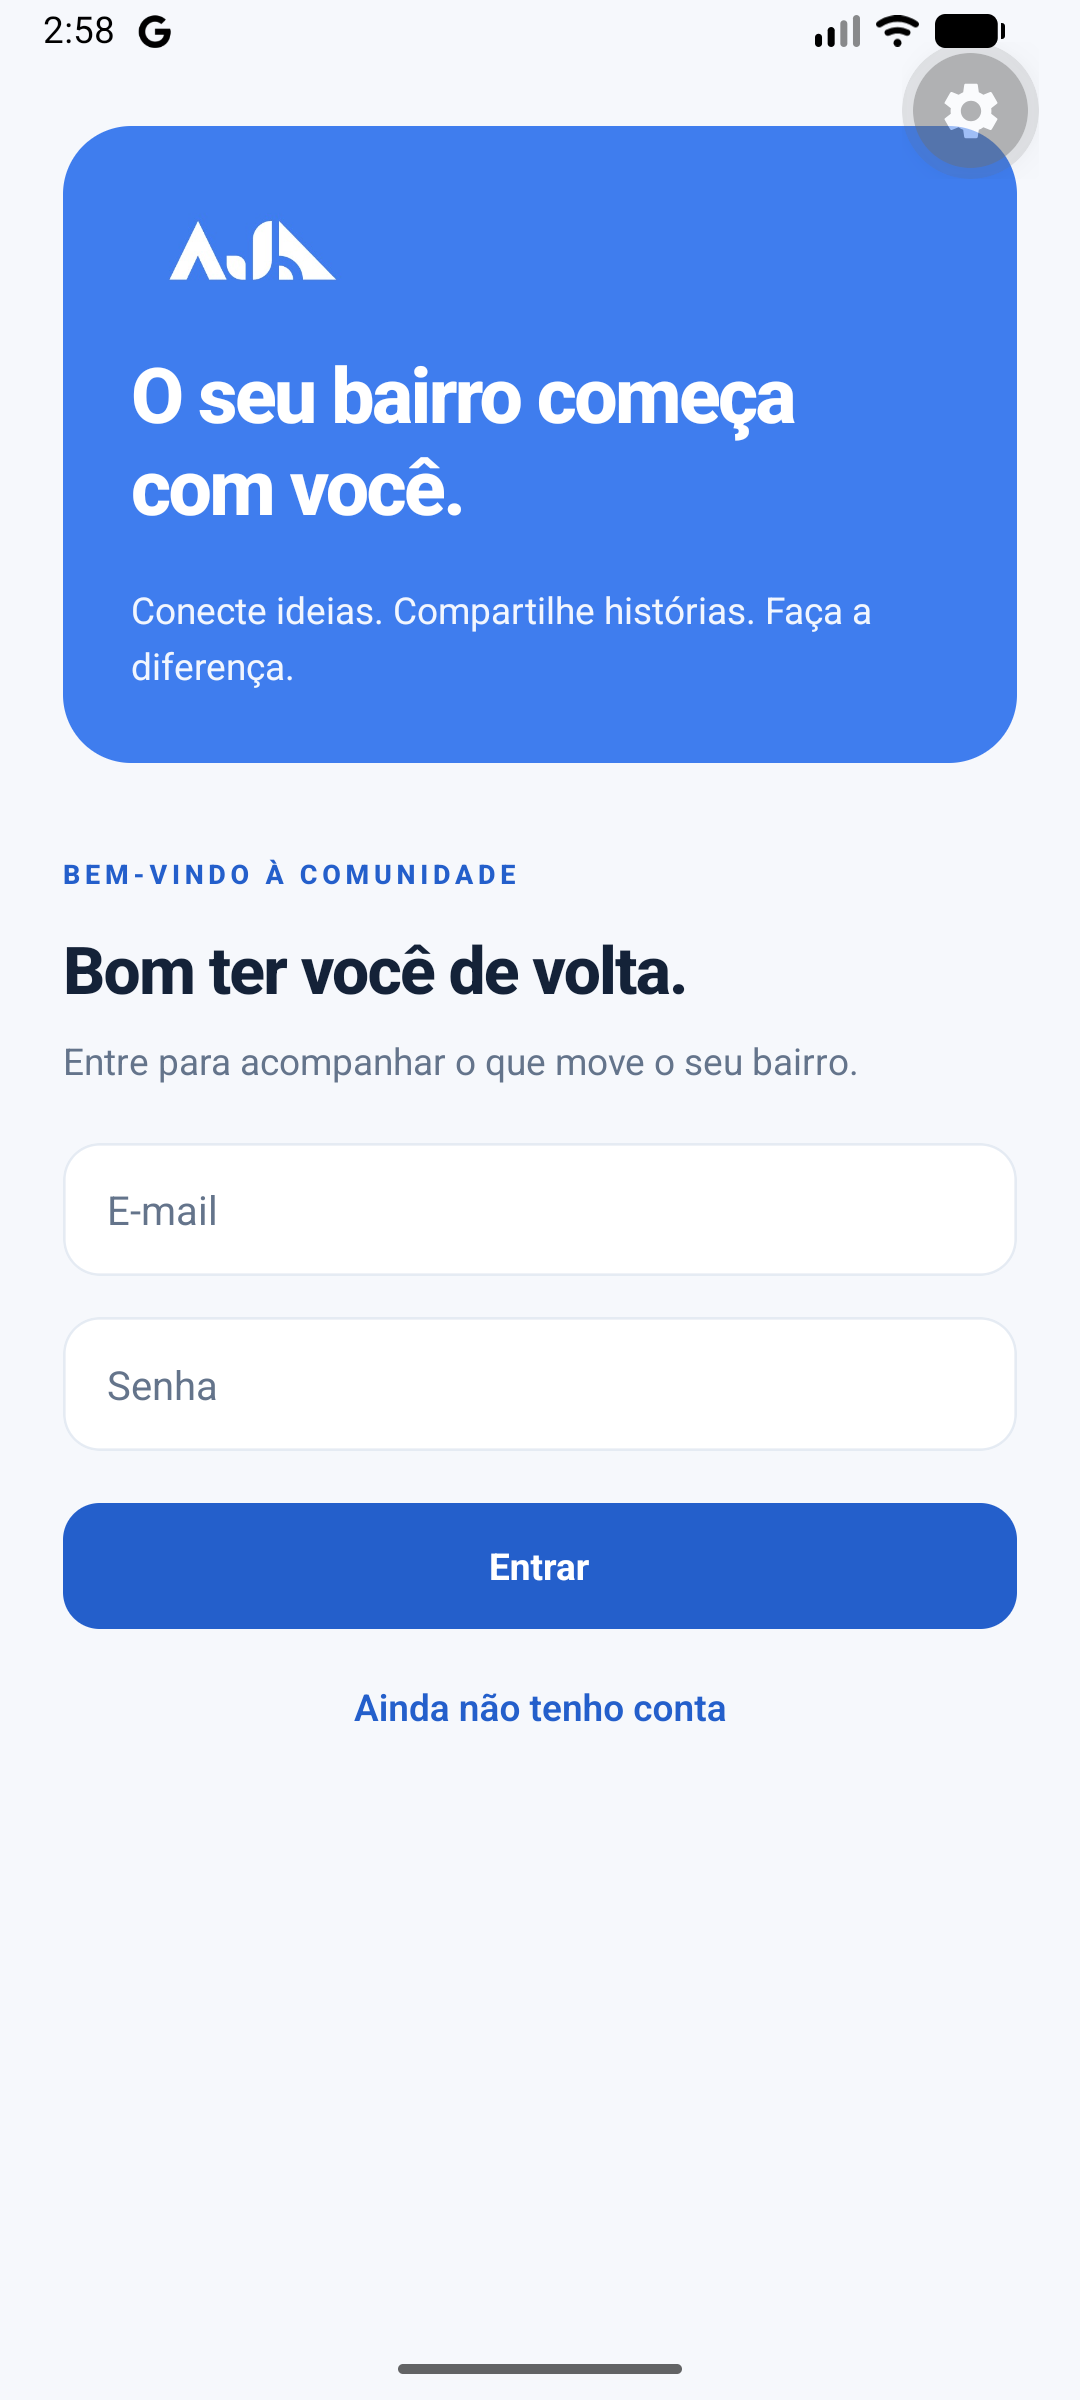 2:58
O seu bairro começa
com você.
Conecte ideias. Compartilhe histórias. Faça a
diferença.
BEM-VINDO À COMUNIDADE
Bom ter você de volta.
Entre para acompanhar o que move o seu bairro.
E-mail
Senha
Entrar
Ainda não tenho conta